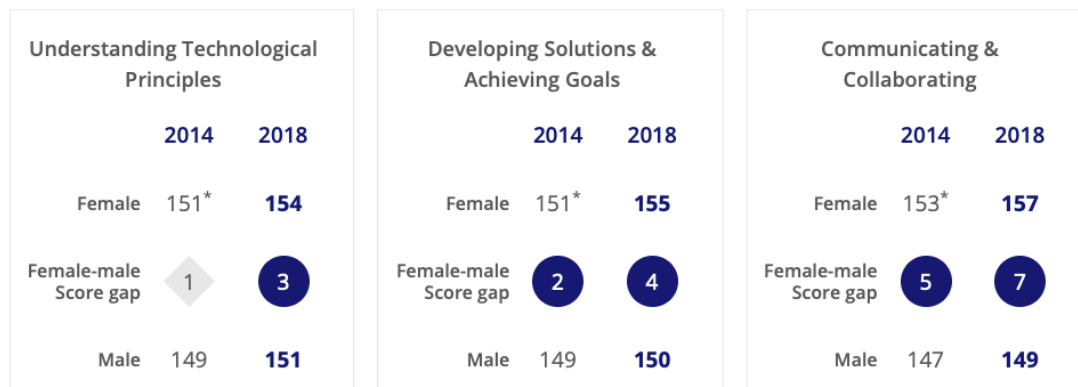 Understanding Technological
Principles
2014 2018
Female 151* 154
Female-male
Score gap 1 3
Male 149 151
Developing Solutions &
Achieving Goals
2014 2018
Female 151* 155
Female-male
Score gap 2 4
Male 149 150
Communicating &
Collaborating
2014 2018
Female 153* 157
Female-male
Score gap 5 7
Male 147 149